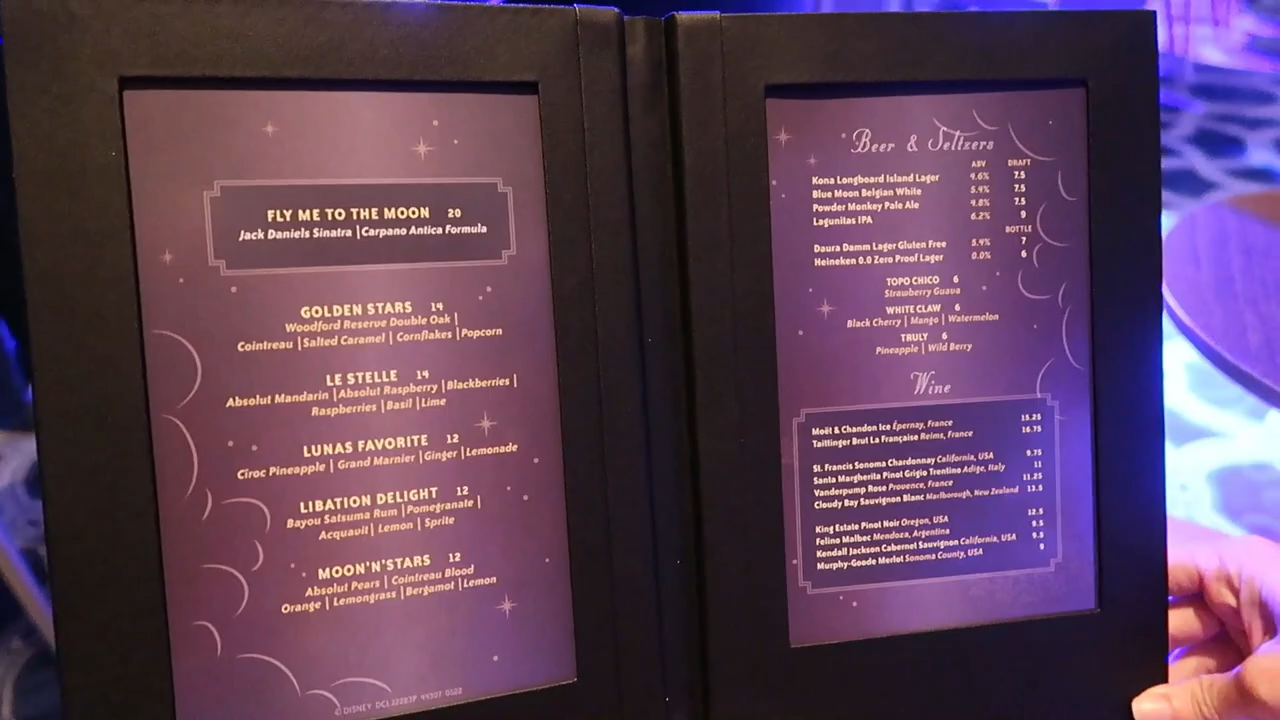 FLY ME TO THE MOON 20
Jack Daniels Sinatra | Carpano Antica Formula
GOLDEN STARS 14
Woodford Reserve Double Oak |
Cointreau | Salted Caramel | Cornflakes | Popcorn
LE STELLE 14
Absolut Mandarin | Absolut Raspberry | Blackberries |
Raspberries | Basil | Lime
LUNAS FAVORITE 12
Cîroc Pineapple | Grand Marnier | Ginger | Lemonade
LIBATION DELIGHT 12
Bayou Satsuma Rum | Pomegranate |
Acquavit | Lemon | Sprite
MOON'N'STARS 12
Absolut Pears | Cointreau Blood
Orange | Lemongrass | Bergamot | Lemon
© DISNEY
Beer & Seltzers
ABV DRAFT
Kona Longboard Island Lager 4.6% 7.5
Blue Moon Belgian White 5.4% 7.5
Powder Monkey Pale Ale 4.8% 7.5
Lagunitas IPA 6.2% 9
BOTTLE
Daura Damm Lager Gluten Free 5.4% 7
Heineken 0.0 Zero Proof Lager 0.0% 6
TOPO CHICO 6
Strawberry Guava
WHITE CLAW 6
Black Cherry | Mango | Watermelon
TRULY 6
Pineapple | Wild Berry
Wine
Moët & Chandon Ice Épernay, France 15.25
Taittinger Brut La Française Reims, France 16.75
St. Francis Sonoma Chardonnay California, USA 9.75
Santa Margherita Pinot Grigio Trentino Adige, Italy 11
Vanderpump Rose Provence, France 11.25
Cloudy Bay Sauvignon Blanc Marlborough, New Zealand 13.5
King Estate Pinot Noir Oregon, USA 12.5
Felino Malbec Mendoza, Argentina 9.5
Kendall Jackson Cabernet Sauvignon California, USA 9.5
Murphy-Goode Merlot Sonoma County, USA 9